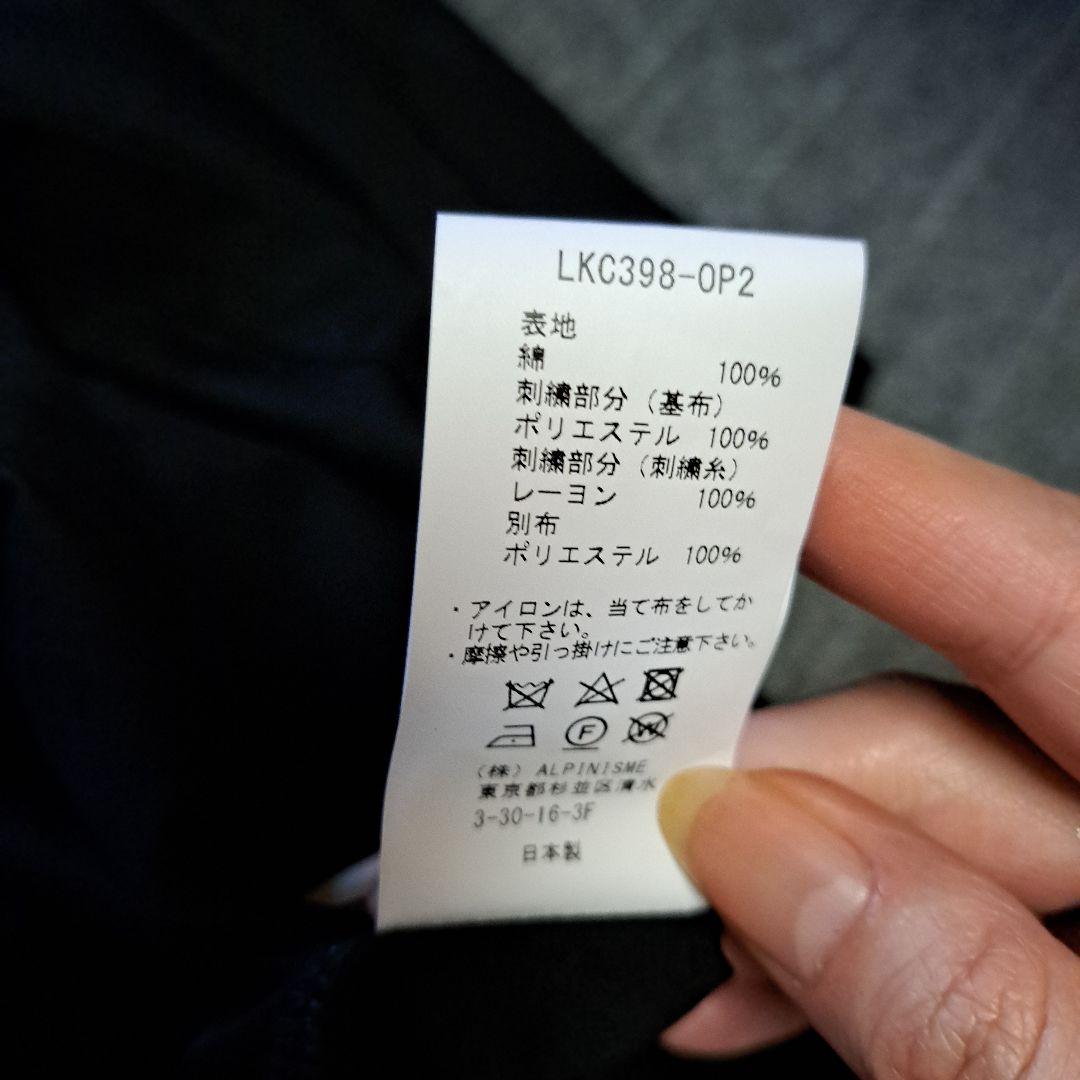 LKC398-OP2
表地
綿 100%
刺繍部分（基布）
ポリエステル 100%
刺繍部分（刺繍糸）
レーヨン 100%
別布
ポリエステル 100%
・アイロンは、当て布をしてか
けて下さい。
・摩擦や引っ掛けにご注意下さい。
F
W
（株）ALPINISME
東京都杉並区清水
3-30-16-3F
日本製